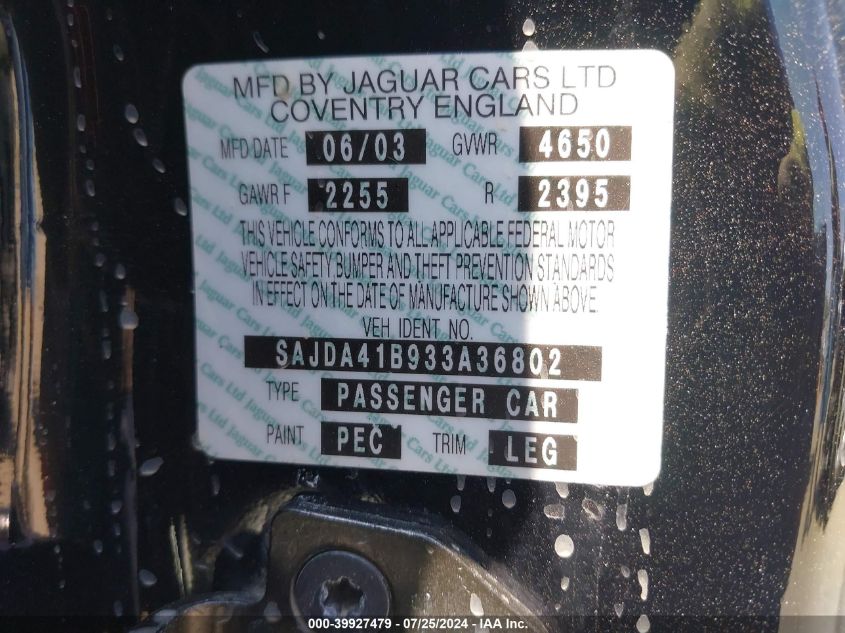 MFD BY JAGUAR CARS LTD
COVENTRY ENGLAND
MFD DATE 06/03 GVWR 4650
GAWR F 2255 R 2395
THIS VEHICLE CONFORMS TO ALL APPLICABLE FEDERAL MOTOR
VEHICLE SAFETY BUMPER AND THEFT PREVENTION STANDARDS
IN EFFECT ON THE DATE OF MANUFACTURE SHOWN ABOVE.
VEH IDENT NO.
SAJDA41B933A36802
TYPE PASSENGER CAR
PAINT PEC TRIM LEG
000-39927479 - 07/25/2024 - IAA Inc.